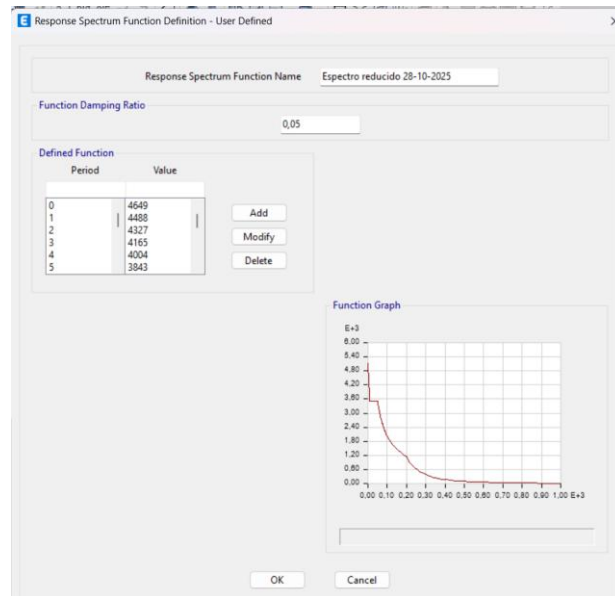 E Response Spectrum Function Definition - User Defined
Response Spectrum Function Name Espectro reducido 28-10-2025
Function Damping Ratio
0,05
Defined Function
Period Value
0 4649
1 4488
2 4327
3 4165
4 4004
5 3843
Add
Modify
Delete
Function Graph
E+3
6,00
5,40
4,80
4,20
3,60
3,00
2,40
1,80
1,20
0,60
0,00
0,00 0,10 0,20 0,30 0,40 0,50 0,60 0,70 0,80 0,90 1,00 E+3
OK Cancel